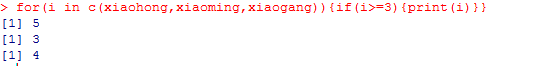 > for(i in c(xiaohong,xiaoming,xiaogang)){if(i>=3){print(i)}}
[1] 5
[1] 3
[1] 4